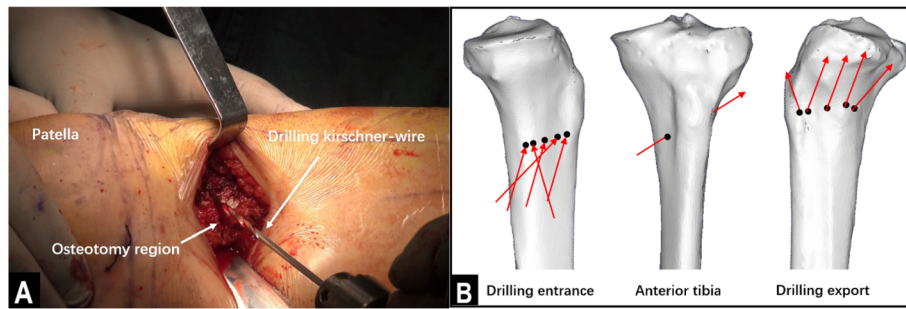 Patella
Drilling kirschner-wire
Osteotomy region
A
B
Drilling entrance
Anterior tibia
Drilling export